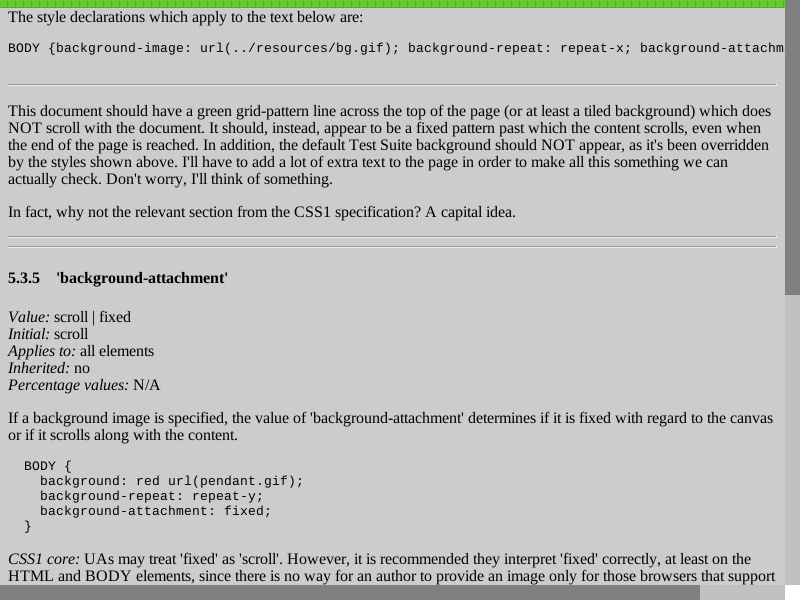 The style declarations which apply to the text below are:
BODY {background-image: url(../resources/bg.gif); background-repeat: repeat-x; background-attachm
This document should have a green grid-pattern line across the top of the page (or at least a tiled background) which does
NOT scroll with the document. It should, instead, appear to be a fixed pattern past which the content scrolls, even when
the end of the page is reached. In addition, the default Test Suite background should NOT appear, as it's been overridden
by the styles shown above. I'll have to add a lot of extra text to the page in order to make all this something we can
actually check. Don't worry, I'll think of something.
In fact, why not the relevant section from the CSS1 specification? A capital idea.
5.3.5 'background-attachment'
Value: scroll | fixed
Initial: scroll
Applies to: all elements
Inherited: no
Percentage values: N/A
If a background image is specified, the value of 'background-attachment' determines if it is fixed with regard to the canvas
or if it scrolls along with the content.
BODY {
background: red url(pendant.gif);
background-repeat: repeat-y;
background-attachment: fixed;
}
CSS1 core: UAs may treat 'fixed' as 'scroll'. However, it is recommended they interpret 'fixed' correctly, at least on the
HTML and BODY elements, since there is no way for an author to provide an image only for those browsers that support